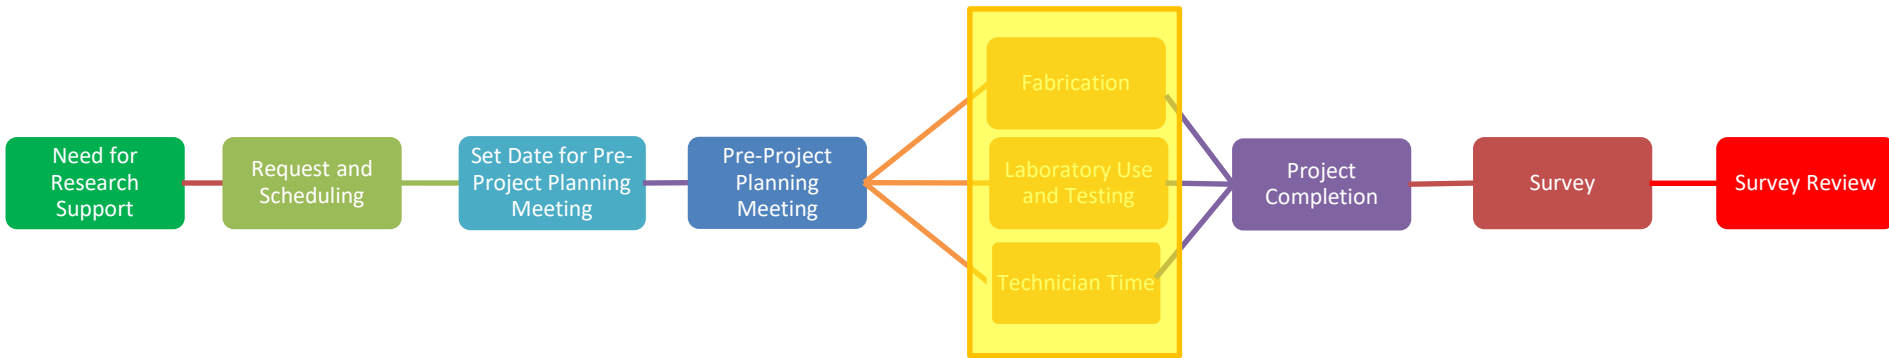 Need for
Research
Support
Request and
Scheduling
Set Date for Pre-
Project Planning
Meeting
Pre-Project
Planning
Meeting
Fabrication
Laboratory Use
and Testing
Technician Time
Project
Completion
Survey
Survey Review